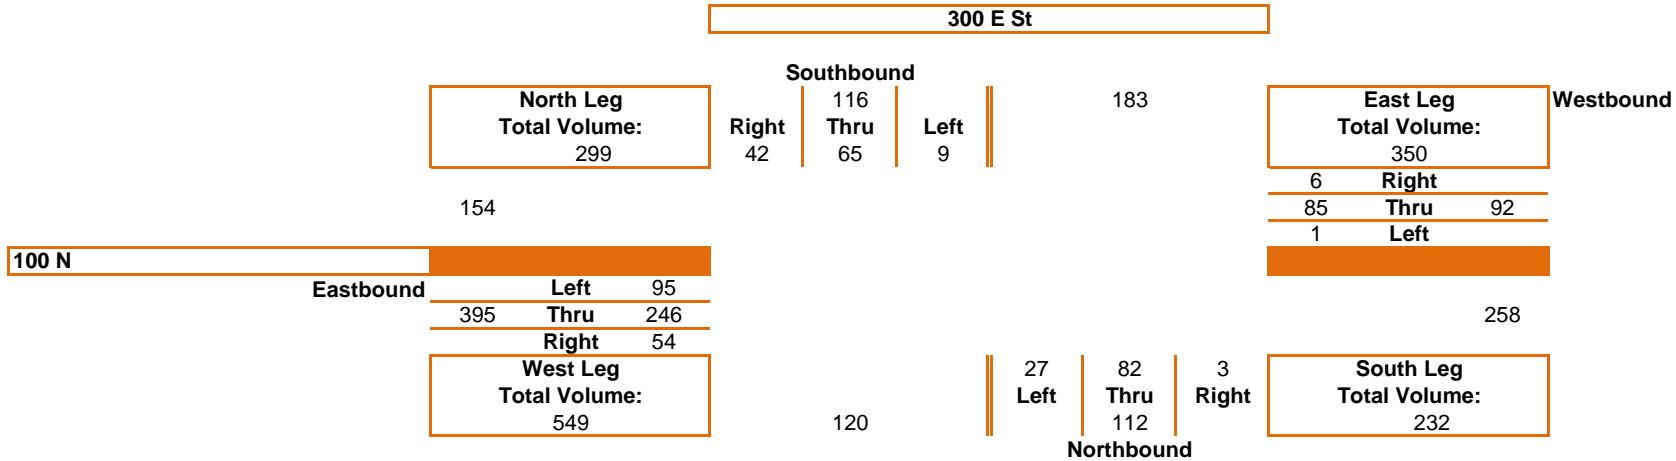 300 E St
Southbound
North Leg 116 183 East Leg Westbound
Total Volume: Right Thru Left Total Volume:
299 42 65 9 350
6 Right
154 85 Thru 92
1 Left
100 N
Eastbound Left 95
395 Thru 246 258
Right 54
West Leg 27 82 3 South Leg
Total Volume: Left Thru Right Total Volume:
549 120 112 232
Northbound